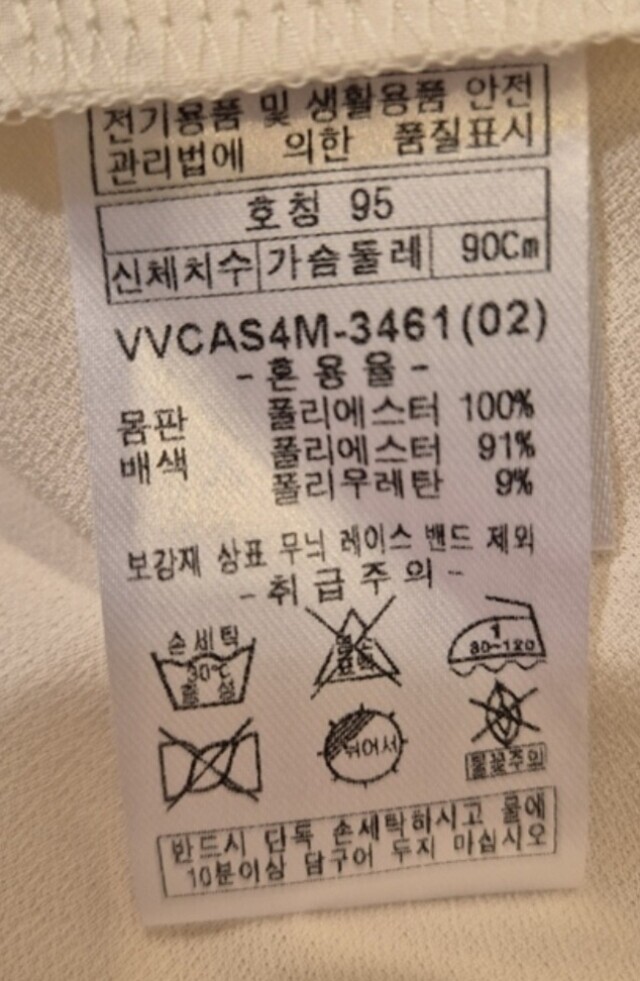 전기용품 및 생활용품 안전
관리법에 의한 품질표시
호칭 95
신체치수 가슴둘레 90Cm
VVCAS4M-3461(02)
- 혼용율 -
몸판 폴리에스터 100%
배색 폴리에스터 91%
폴리우레탄 9%
보강재 상표 무늬 레이스 밴드 제외
- 취급주의 -
손세탁
30℃
중성
염소
표백
1
80~120
뉘어서
불꽃주의
반드시 단독 손세탁하시고 물에
10분이상 담구어 두지 마십시오